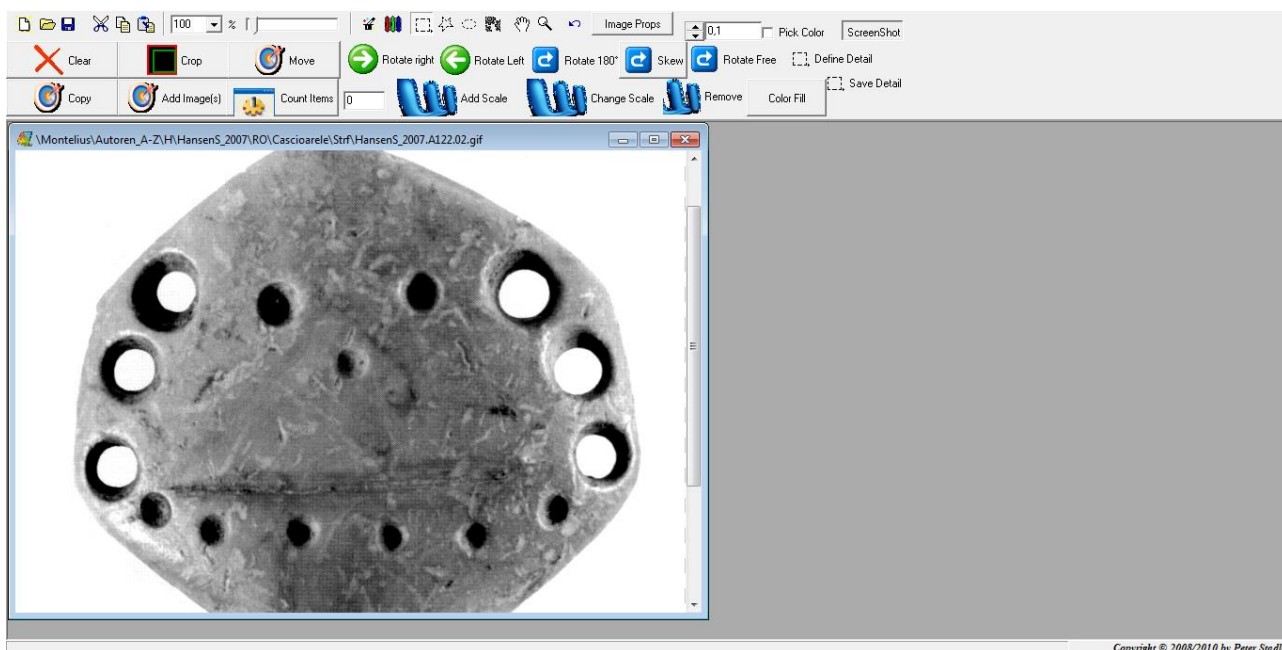 100 % Image Props 0,1 Pick Color ScreenShot
Clear Crop Move Rotate right Rotate Left Rotate 180° Skew Rotate Free Define Detail
Copy Add Image(s) Count Items 0 Add Scale Change Scale Remove Color Fill Save Detail
\Montelius\Autoren_A-Z\H\HansenS_2007\RO\Cascioarele\Strf\HansenS_2007.A122.02.gif
Copyright © 2008/2010 by Peter Stadl